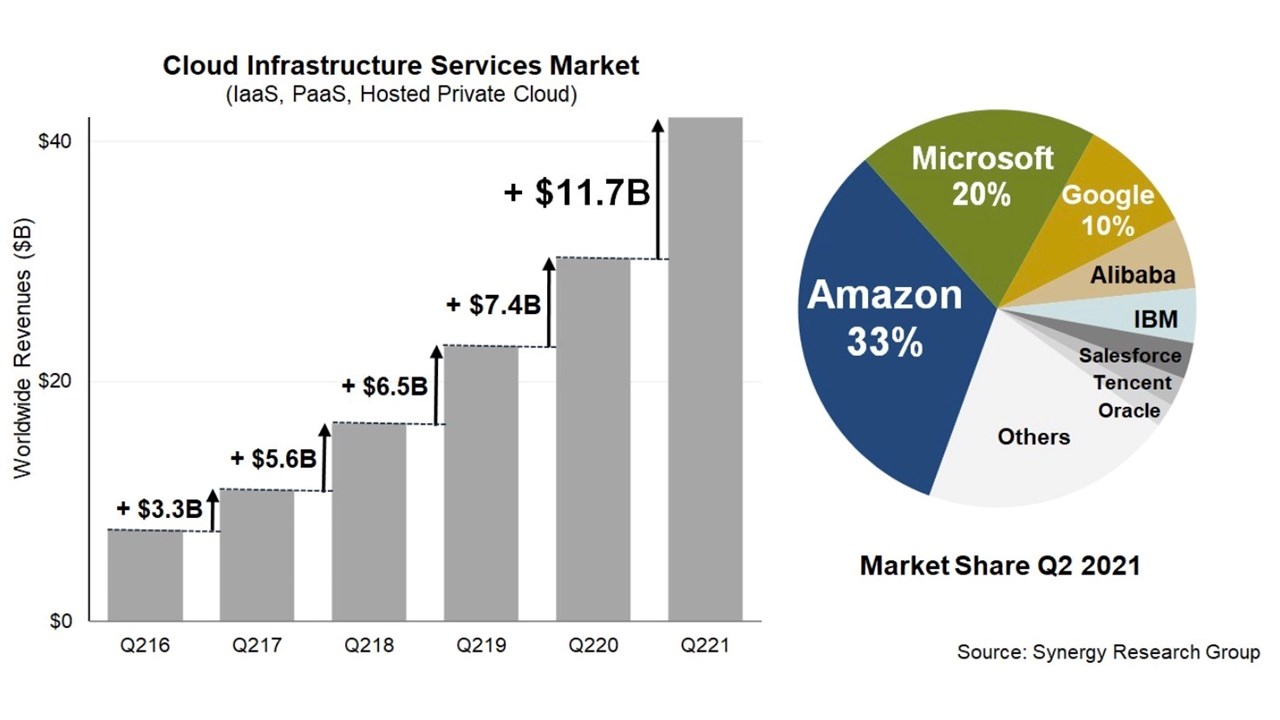 Cloud Infrastructure Services Market
(IaaS, PaaS, Hosted Private Cloud)
Worldwide Revenues ($B)
$40
$20
$0
+ $3.3B
+ $5.6B
+ $6.5B
+ $7.4B
+ $11.7B
Q216
Q217
Q218
Q219
Q220
Q221
Microsoft
20%
Google
10%
Alibaba
IBM
Salesforce
Tencent
Oracle
Others
Amazon
33%
Market Share Q2 2021
Source: Synergy Research Group